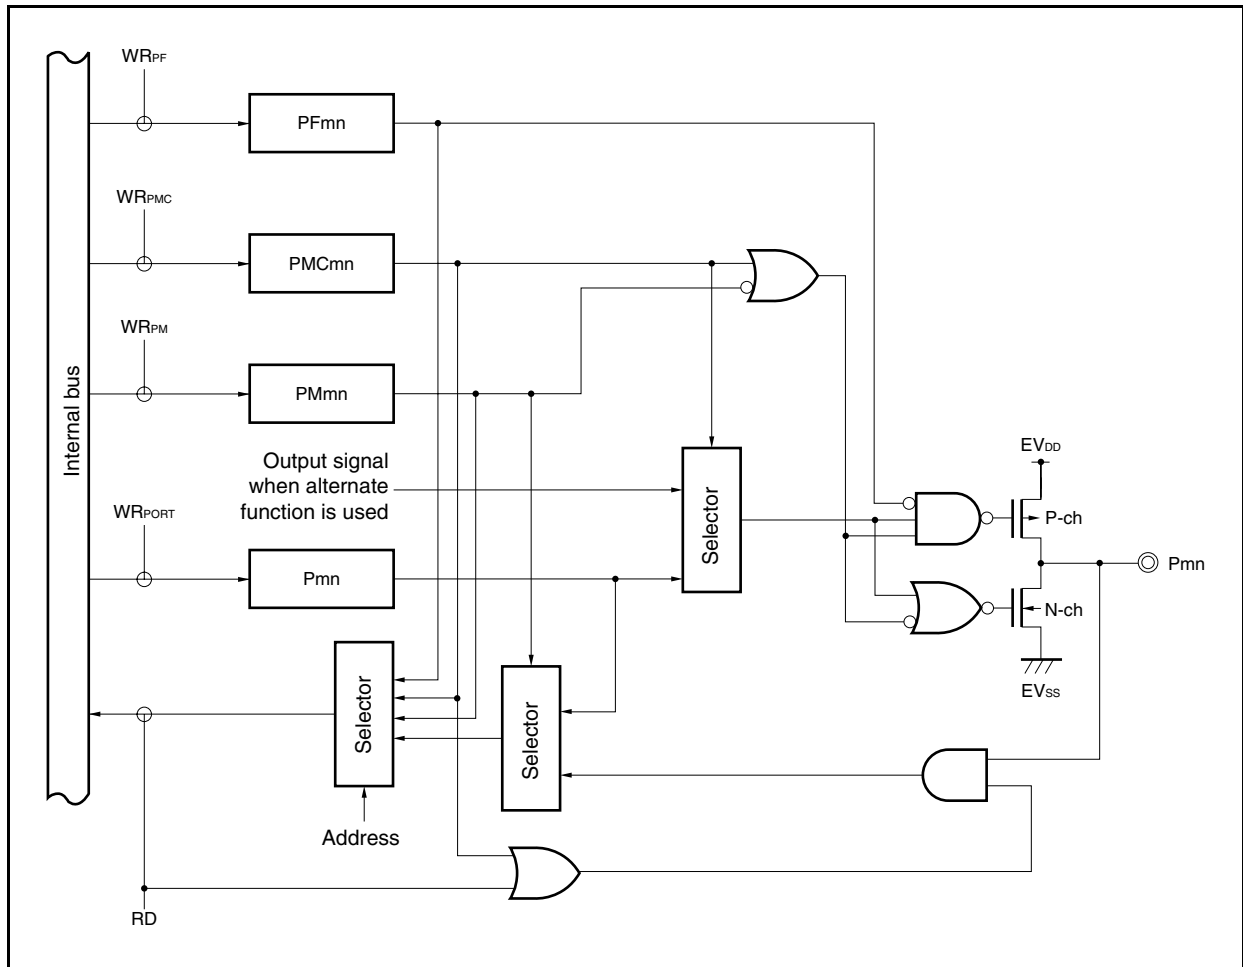 WRPF
PFmn
WRPMC
PMCmn
WRPM
PMmn
Internal bus
Output signal
when alternate
function is used
WRPORT
Pmn
Selector
EVDD
P-ch
Pmn
N-ch
EVSS
Selector
Selector
Address
RD